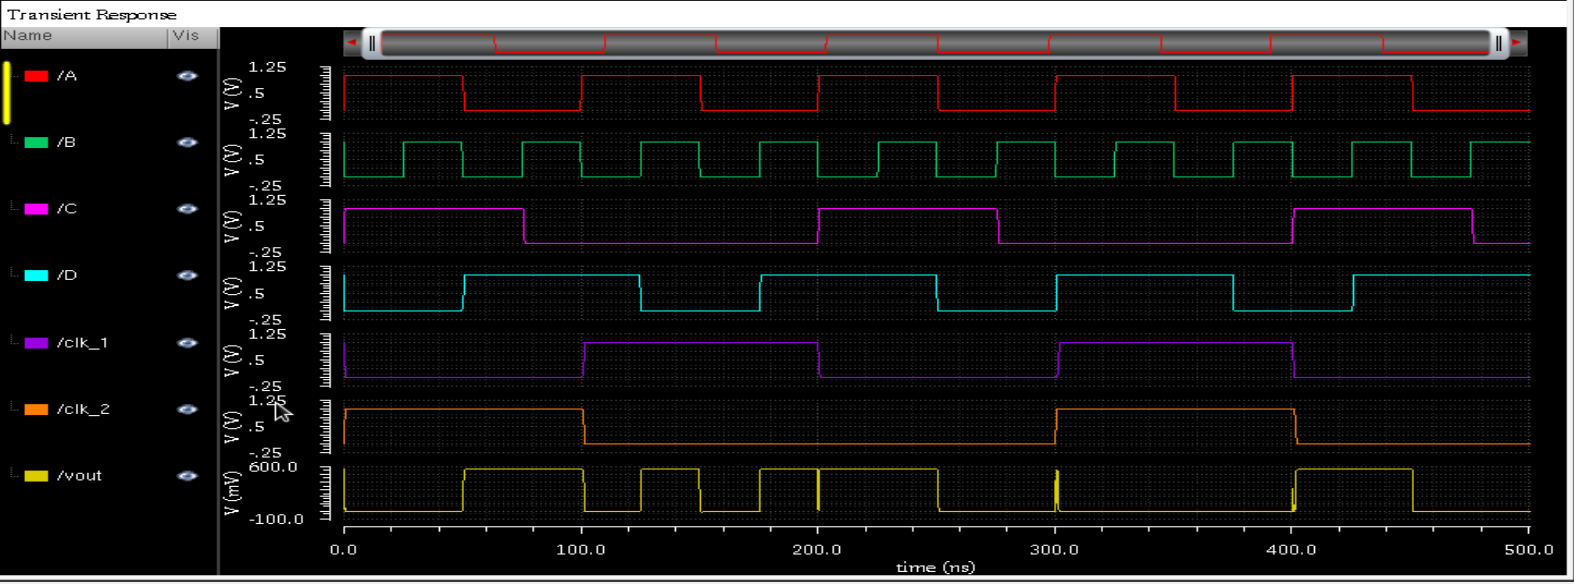 Transient Response
Name Vis
/A V (V) 1.25 .5 -.25
/B V (V) 1.25 .5 -.25
/C V (V) 1.25 .5 -.25
/D V (V) 1.25 .5 -.25
/clk_1 V (V) 1.25 .5 -.25
/clk_2 V (V) 1.25 .5 -.25
/vout V (mV) 600.0 -100.0
0.0 100.0 200.0 300.0 400.0 500.0
time (ns)